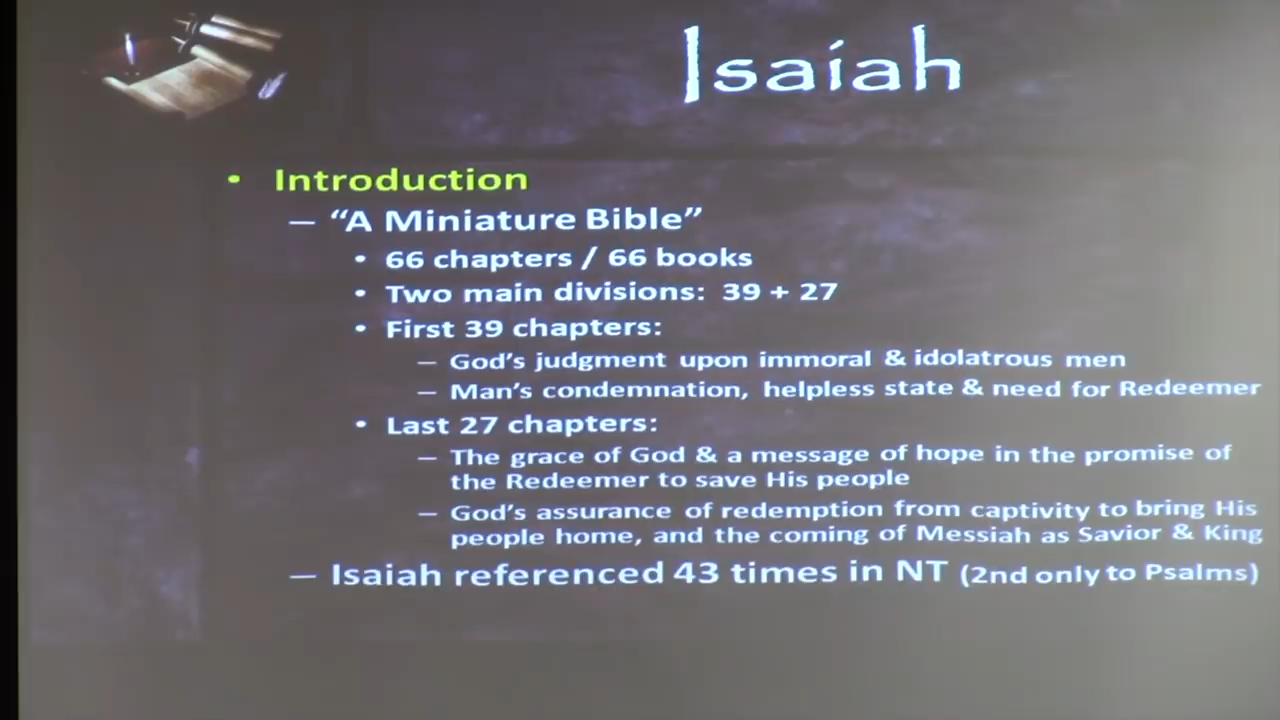 Isaiah
• Introduction
– “A Miniature Bible”
• 66 chapters / 66 books
• Two main divisions: 39 + 27
• First 39 chapters:
– God’s judgment upon immoral & idolatrous men
– Man’s condemnation, helpless state & need for Redeemer
• Last 27 chapters:
– The grace of God & a message of hope in the promise of
the Redeemer to save His people
– God’s assurance of redemption from captivity to bring His
people home, and the coming of Messiah as Savior & King
– Isaiah referenced 43 times in NT (2nd only to Psalms)